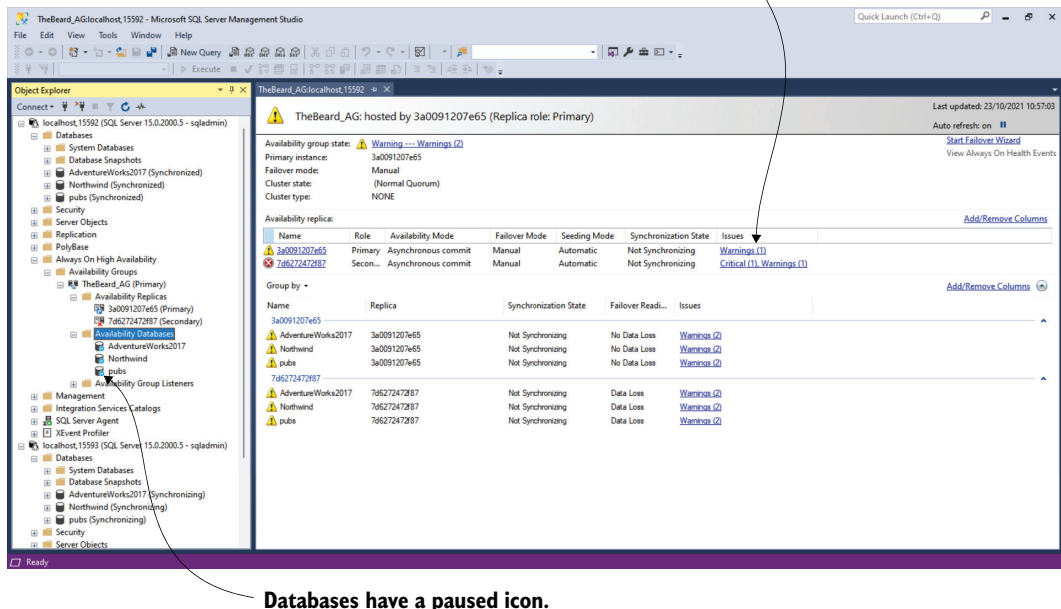 TheBeard_AG:localhost,15592 - Microsoft SQL Server Management Studio
Quick Launch (Ctrl+Q)
File Edit View Tools Window Help
New Query
Execute
Object Explorer
TheBeard_AG:localhost,15592
Connect
localhost,15592 (SQL Server 15.0.2000.5 - sqladmin)
Databases
System Databases
Database Snapshots
AdventureWorks2017 (Synchronized)
Northwind (Synchronized)
pubs (Synchronized)
Security
Server Objects
Replication
PolyBase
Always On High Availability
Availability Groups
TheBeard_AG (Primary)
Availability Replicas
3a0091207e65 (Primary)
7d6272472f87 (Secondary)
Availability Databases
AdventureWorks2017
Northwind
pubs
Availability Group Listeners
Management
Integration Services Catalogs
SQL Server Agent
XEvent Profiler
localhost,15593 (SQL Server 15.0.2000.5 - sqladmin)
Databases
System Databases
Database Snapshots
AdventureWorks2017 (Synchronizing)
Northwind (Synchronizing)
pubs (Synchronizing)
Security
Server Objects
TheBeard_AG: hosted by 3a0091207e65 (Replica role: Primary)
Last updated: 23/10/2021 10:57:03
Auto refresh: on
Availability group state: Warning --- Warnings (2)
Start Failover Wizard
Primary instance: 3a0091207e65
View Always On Health Events
Failover mode: Manual
Cluster state: (Normal Quorum)
Cluster type: NONE
Availability replica:
Add/Remove Columns
Name Role Availability Mode Failover Mode Seeding Mode Synchronization State Issues
3a0091207e65 Primary Asynchronous commit Manual Automatic Not Synchronizing Warnings (1)
7d6272472f87 Secon... Asynchronous commit Manual Automatic Not Synchronizing Critical (1), Warnings (1)
Group by
Add/Remove Columns
Name Replica Synchronization State Failover Readi... Issues
3a0091207e65
AdventureWorks2017 3a0091207e65 Not Synchronizing No Data Loss Warnings (2)
Northwind 3a0091207e65 Not Synchronizing No Data Loss Warnings (2)
pubs 3a0091207e65 Not Synchronizing No Data Loss Warnings (2)
7d6272472f87
AdventureWorks2017 7d6272472f87 Not Synchronizing Data Loss Warnings (2)
Northwind 7d6272472f87 Not Synchronizing Data Loss Warnings (2)
pubs 7d6272472f87 Not Synchronizing Data Loss Warnings (2)
Ready
Databases have a paused icon.